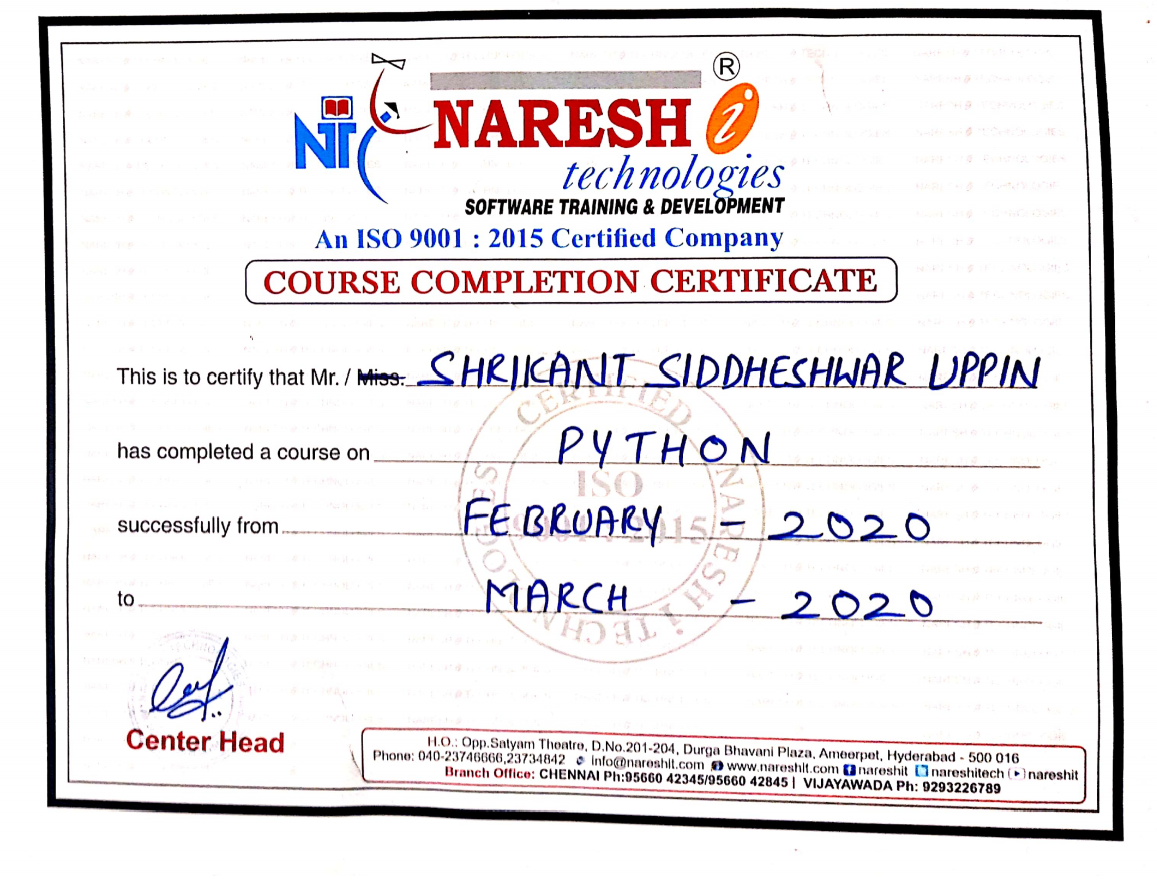 NIT
NARESH i ®
technologies
SOFTWARE TRAINING & DEVELOPMENT
An ISO 9001 : 2015 Certified Company
COURSE COMPLETION CERTIFICATE
This is to certify that Mr. / Miss. SHRIKANT SIDDHESHWAR UPPIN
has completed a course on PYTHON
successfully from FEBRUARY - 2020
to MARCH - 2020
CERTIFIED
NARESH i TECHNOLOGIES
ISO
9001 : 2015
Center Head
H.O.: Opp.Satyam Theatre, D.No.201-204, Durga Bhavani Plaza, Ameerpet, Hyderabad - 500 016
Phone: 040-23746666,23734842 info@nareshit.com www.nareshit.com nareshit nareshitech nareshit
Branch Office: CHENNAI Ph:95660 42345/95660 42845 | VIJAYAWADA Ph: 9293226789